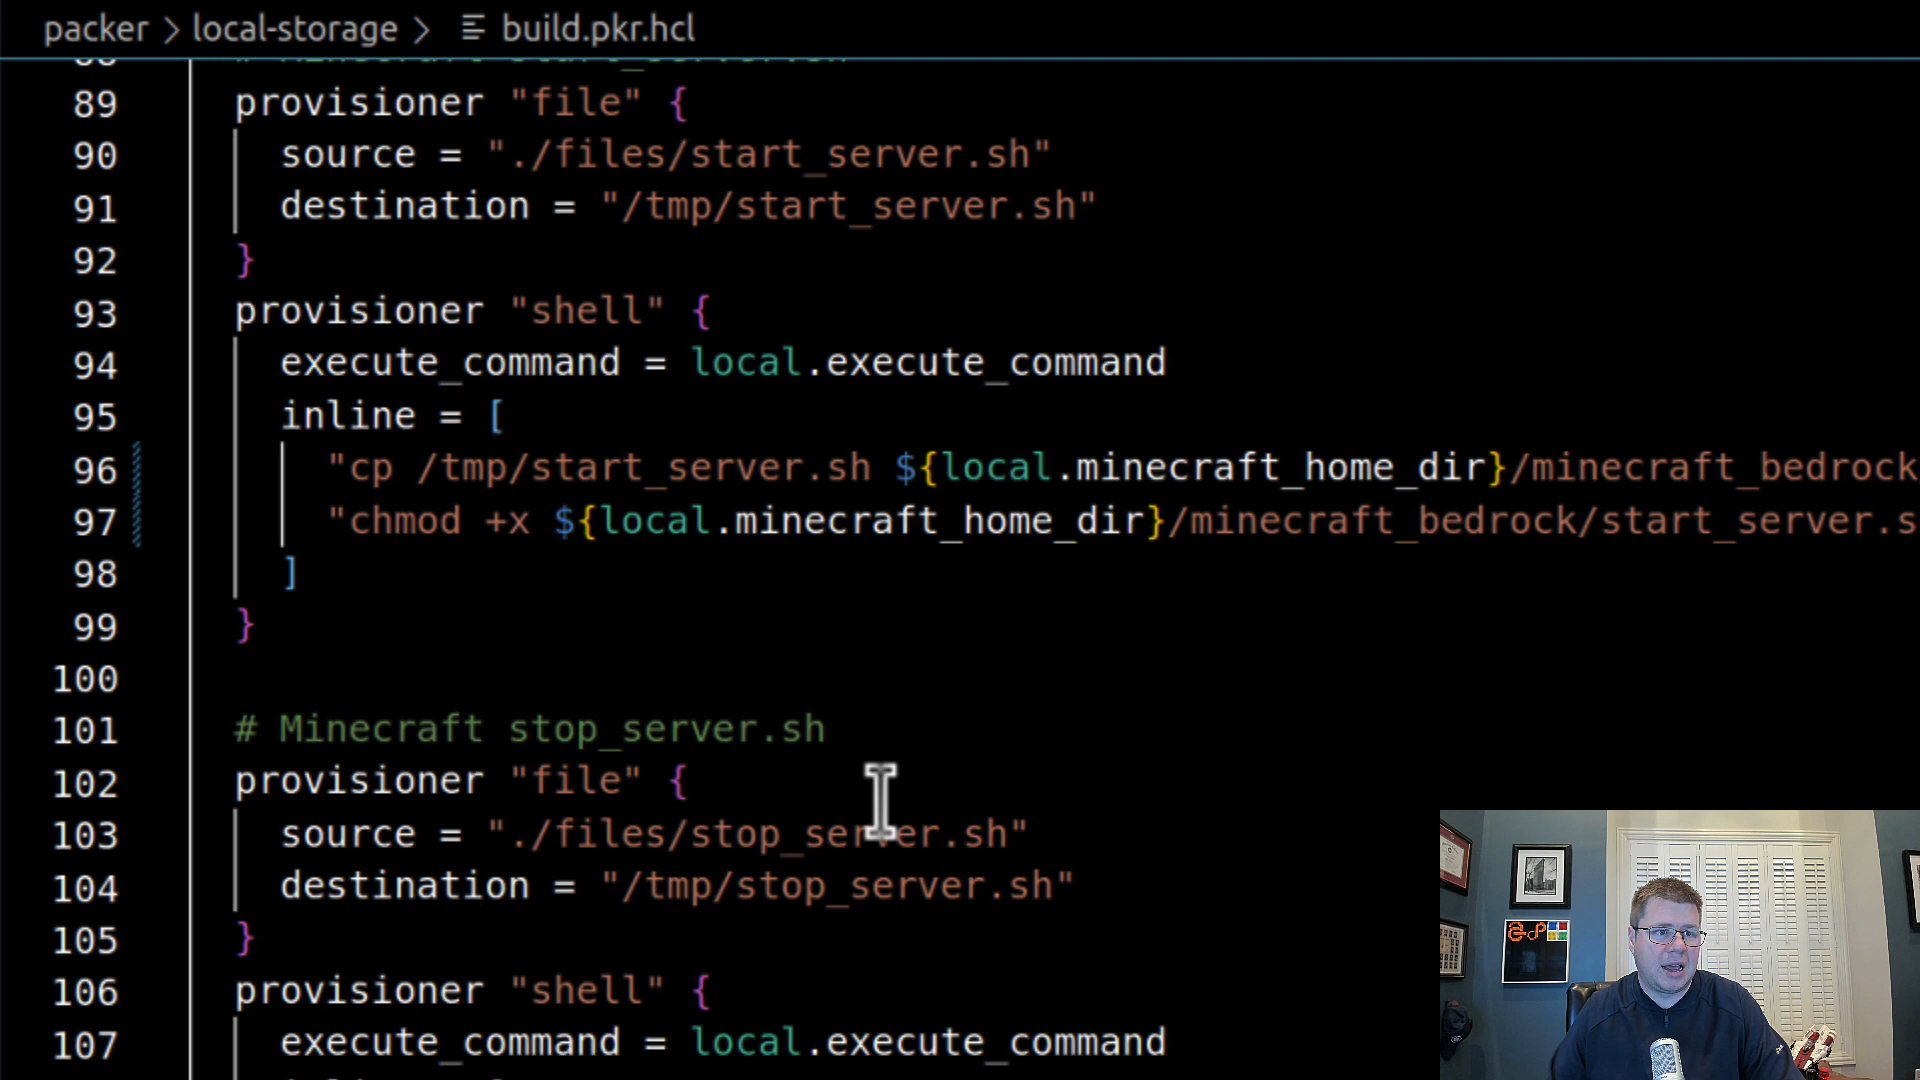 packer > local-storage > build.pkr.hcl
89 provisioner "file" {
90 source = "./files/start_server.sh"
91 destination = "/tmp/start_server.sh"
92 }
93 provisioner "shell" {
94 execute_command = local.execute_command
95 inline = [
96 "cp /tmp/start_server.sh ${local.minecraft_home_dir}/minecraft_bedrock
97 "chmod +x ${local.minecraft_home_dir}/minecraft_bedrock/start_server.s
98 ]
99 }
100
101 # Minecraft stop_server.sh
102 provisioner "file" {
103 source = "./files/stop_server.sh"
104 destination = "/tmp/stop_server.sh"
105 }
106 provisioner "shell" {
107 execute_command = local.execute_command